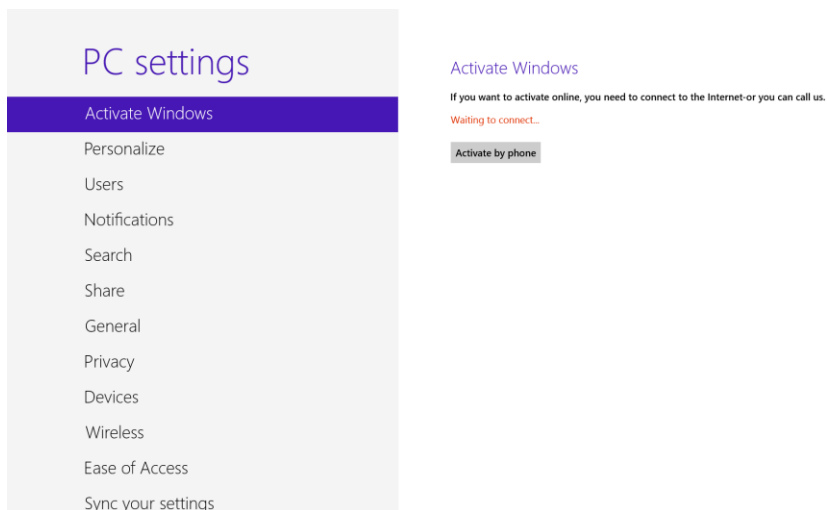 PC settings
Activate Windows
Personalize
Users
Notifications
Search
Share
General
Privacy
Devices
Wireless
Ease of Access
Sync your settings
Activate Windows
If you want to activate online, you need to connect to the Internet-or you can call us.
Waiting to connect...
Activate by phone